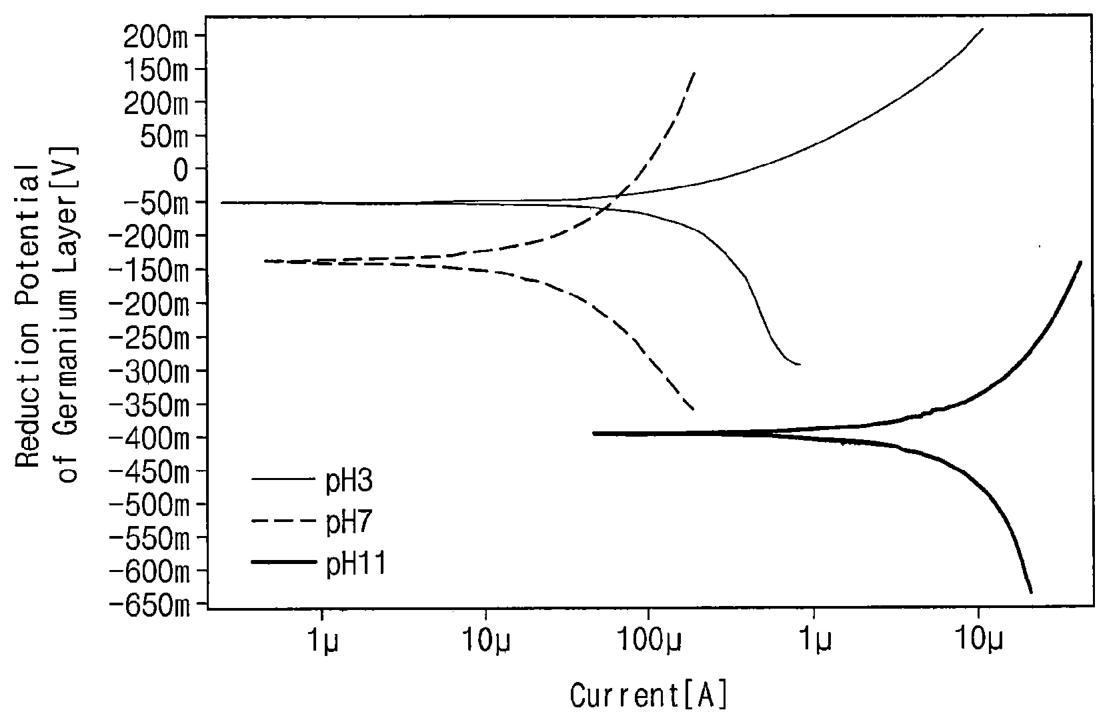 200m
150m
200m
50m
0
-50m
-200m
-150m
-200m
-250m
-300m
-350m
-400m
-450m
-500m
-550m
-600m
-650m
Reduction Potential
of Germanium Layer[V]
pH3
pH7
pH11
1μ
10μ
100μ
1μ
10μ
Current[A]